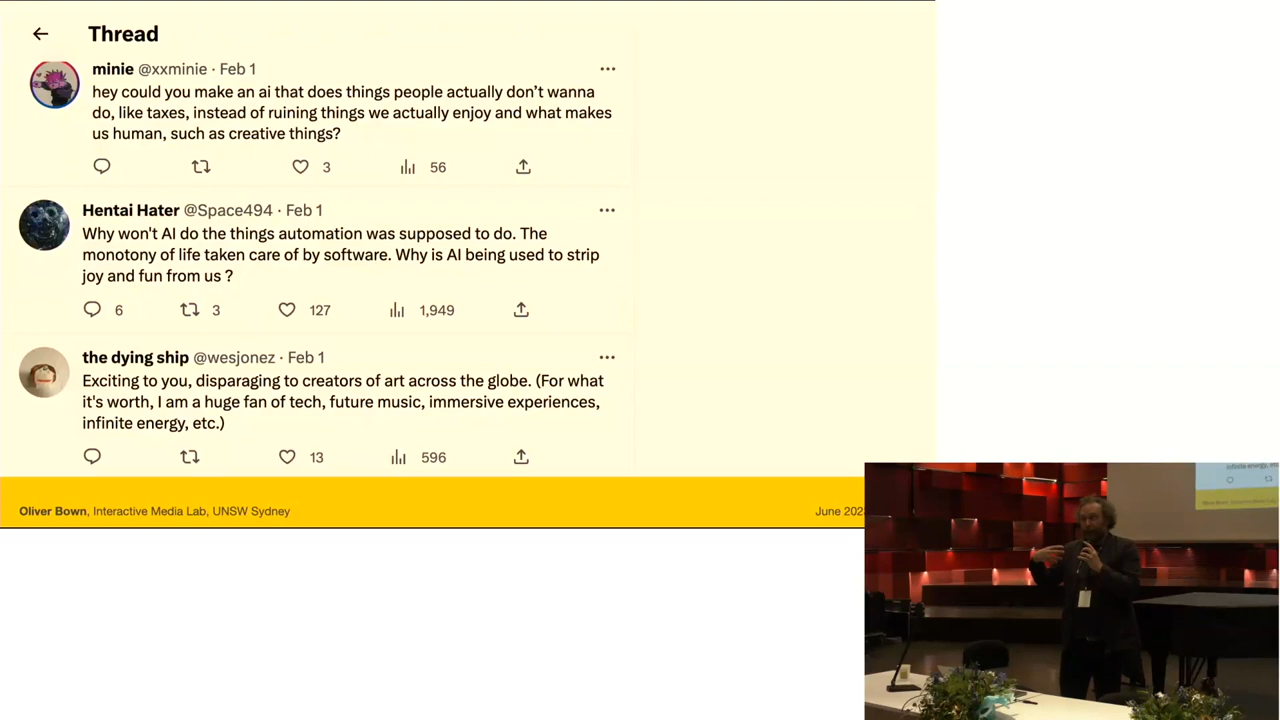 Thread
minie @xxminie · Feb 1
hey could you make an ai that does things people actually don’t wanna
do, like taxes, instead of ruining things we actually enjoy and what makes
us human, such as creative things?
3 56
Hentai Hater @Space494 · Feb 1
Why won't AI do the things automation was supposed to do. The
monotony of life taken care of by software. Why is AI being used to strip
joy and fun from us ?
6 3 127 1,949
the dying ship @wesjonez · Feb 1
Exciting to you, disparaging to creators of art across the globe. (For what
it's worth, I am a huge fan of tech, future music, immersive experiences,
infinite energy, etc.)
13 596
Oliver Bown, Interactive Media Lab, UNSW Sydney
June
infinite energy, etc.)